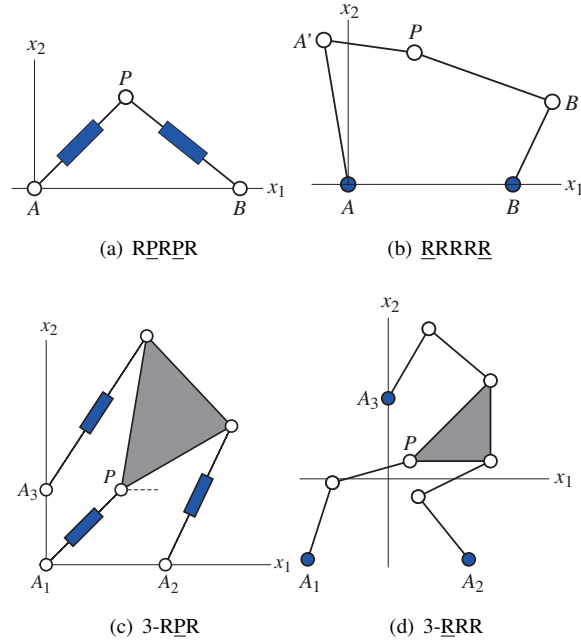 x₂
P
A
B
x₁
(a) RPRPR
x₂
A'
P
B
A
B
x₁
(b) RRRRR
x₂
A₃
P
A₁
A₂
x₁
(c) 3-RPR
x₂
A₃
P
x₁
A₁
A₂
(d) 3-RRR